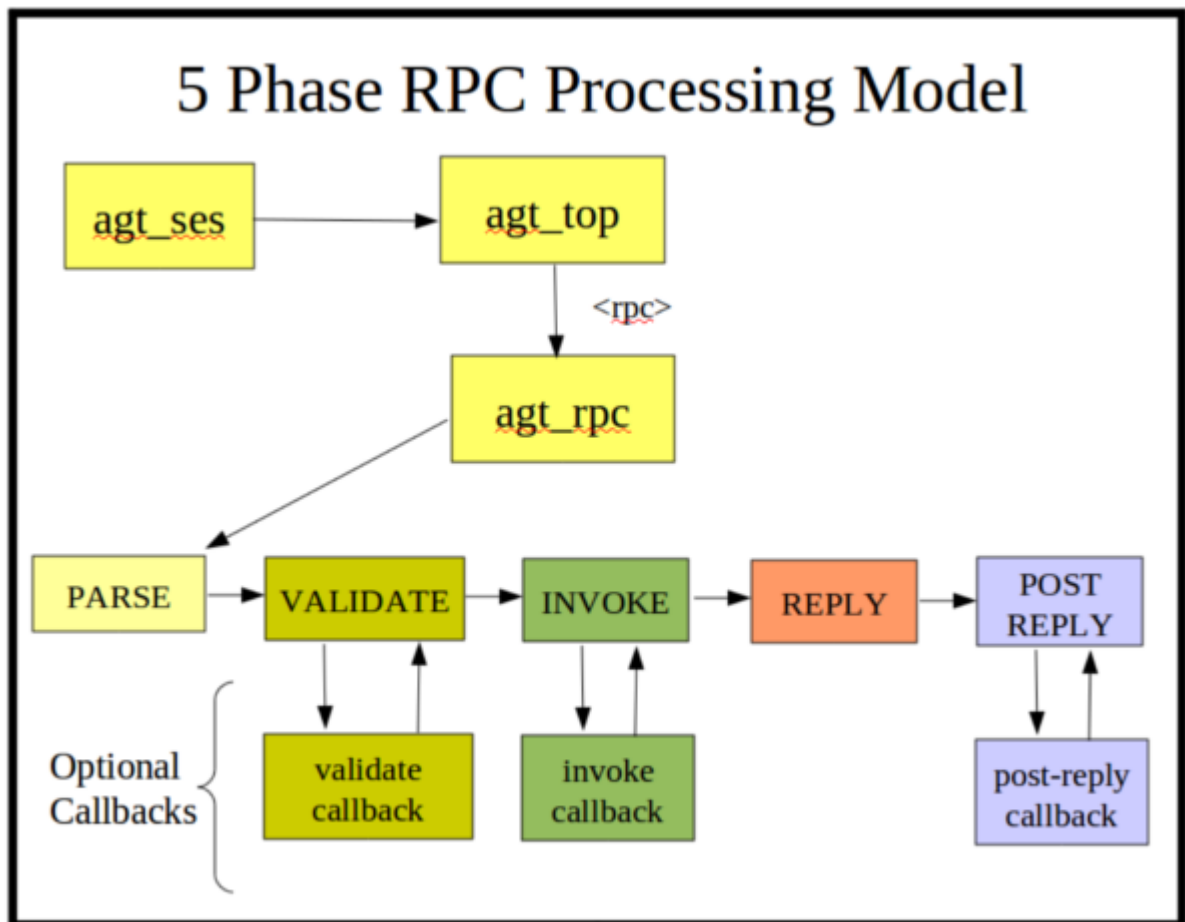 5 Phase RPC Processing Model
agt_ses
agt_top
<rpc>
agt_rpc
PARSE
VALIDATE
INVOKE
REPLY
POST
REPLY
Optional
Callbacks
validate
callback
invoke
callback
post-reply
callback